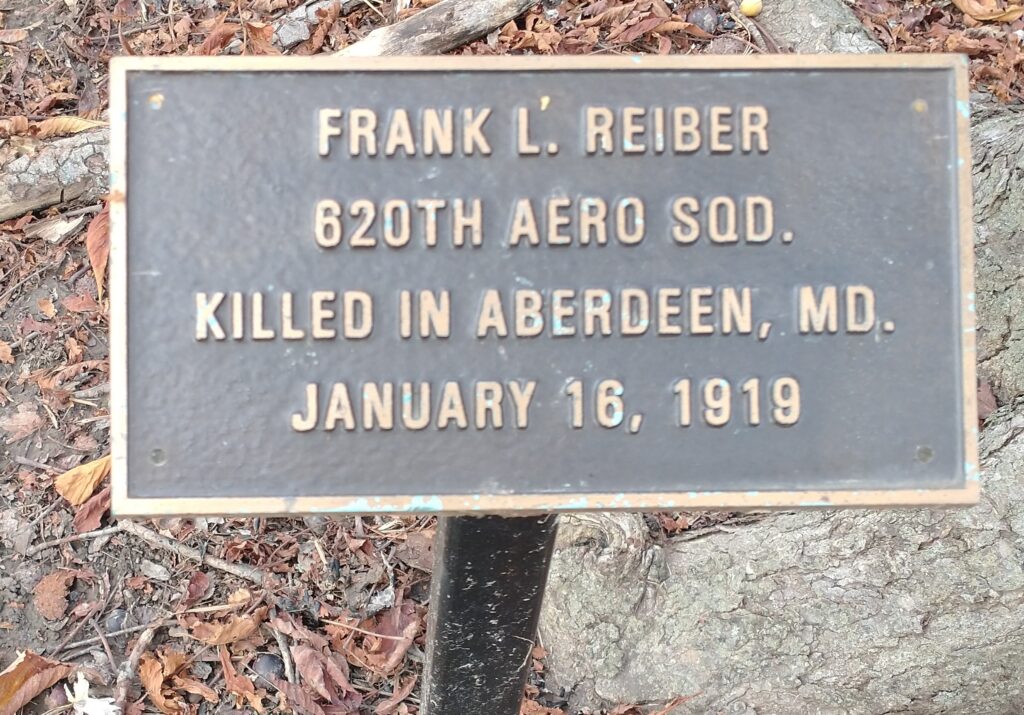 FRANK L. REIBER
620TH AERO SQD.
KILLED IN ABERDEEN, MD.
JANUARY 16, 1919